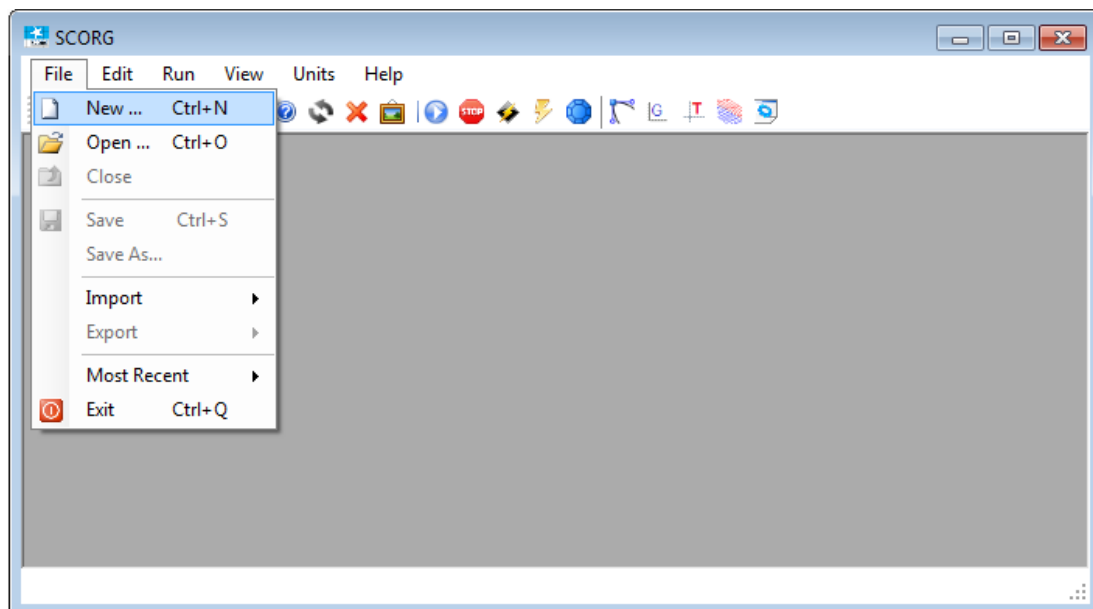 SCORG
File Edit Run View Units Help
STOP G T
New ... Ctrl+N
Open ... Ctrl+O
Close
Save Ctrl+S
Save As...
Import
Export
Most Recent
Exit Ctrl+Q